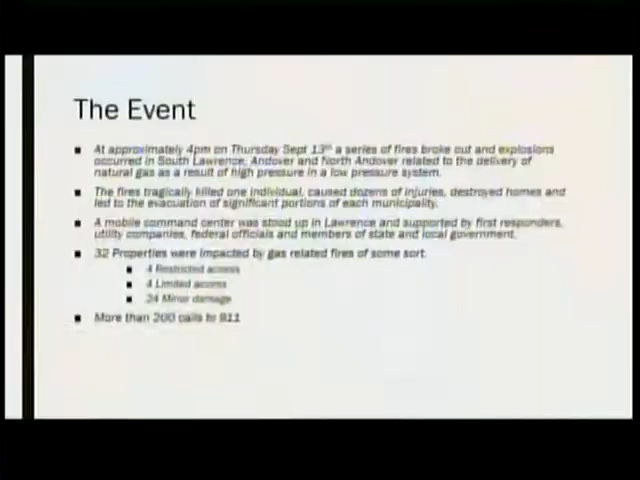 The Event
■ At approximately 4pm on Thursday Sept 13th a series of fires broke out and explosions
occurred in South Lawrence, Andover and North Andover related to the delivery of
natural gas as a result of high pressure in a low pressure system.
■ The fires tragically killed one individual, caused dozens of injuries, destroyed homes and
led to the evacuation of significant portions of each municipality.
■ A mobile command center was stood up in Lawrence and supported by first responders,
utility companies, federal officials and members of state and local government.
■ 32 Properties were impacted by gas related fires of some sort.
■ 4 Restricted access
■ 4 Limited access
■ 24 Minor damage
■ More than 200 calls to 911